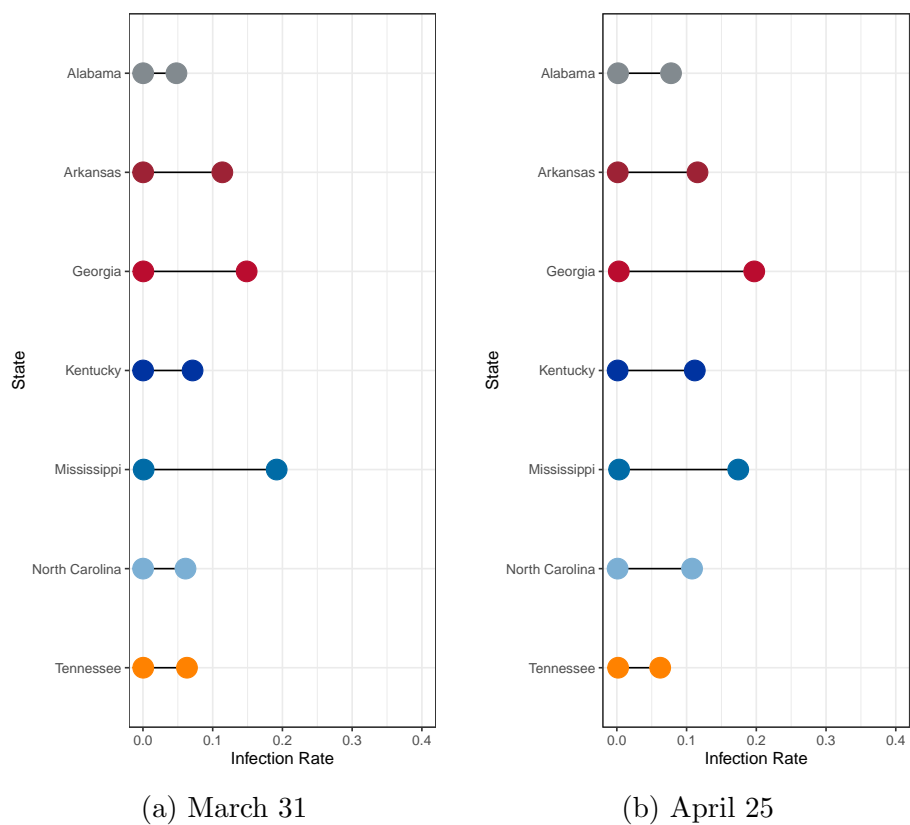 State
Alabama
Arkansas
Georgia
Kentucky
Mississippi
North Carolina
Tennessee
0.0 0.1 0.2 0.3 0.4
Infection Rate
(a) March 31
State
Alabama
Arkansas
Georgia
Kentucky
Mississippi
North Carolina
Tennessee
0.0 0.1 0.2 0.3 0.4
Infection Rate
(b) April 25